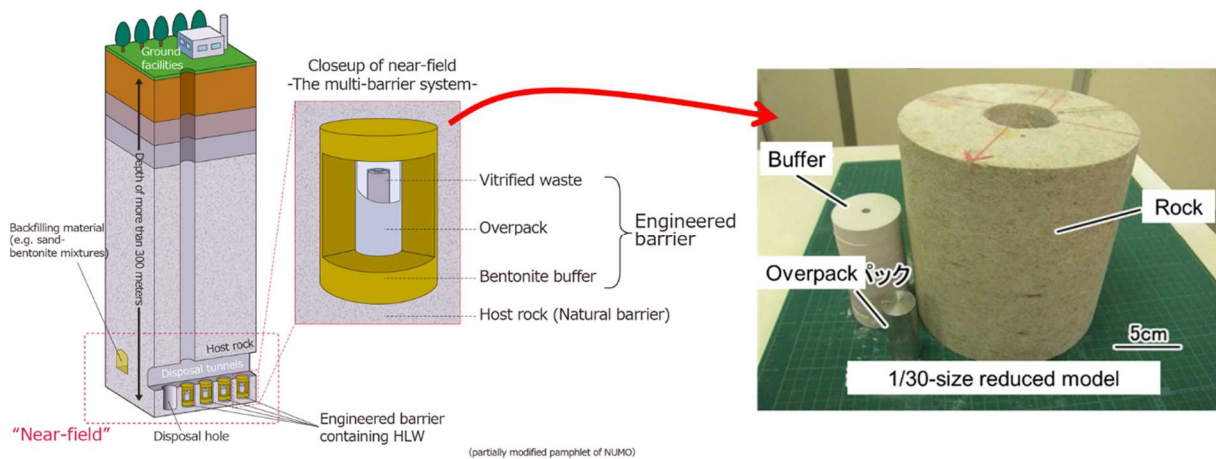 Ground
facilities
Depth of more than 300 meters
Backfilling material
(e.g. sand-
bentonite mixtures)
Host rock
Disposal tunnels
"Near-field"
Disposal hole
Engineered barrier
containing HLW
Closeup of near-field
-The multi-barrier system-
Vitrified waste
Overpack
Bentonite buffer
Engineered
barrier
Host rock (Natural barrier)
(partially modified pamphlet of NUMO)
Buffer
Rock
Overpack パック
5cm
1/30-size reduced model